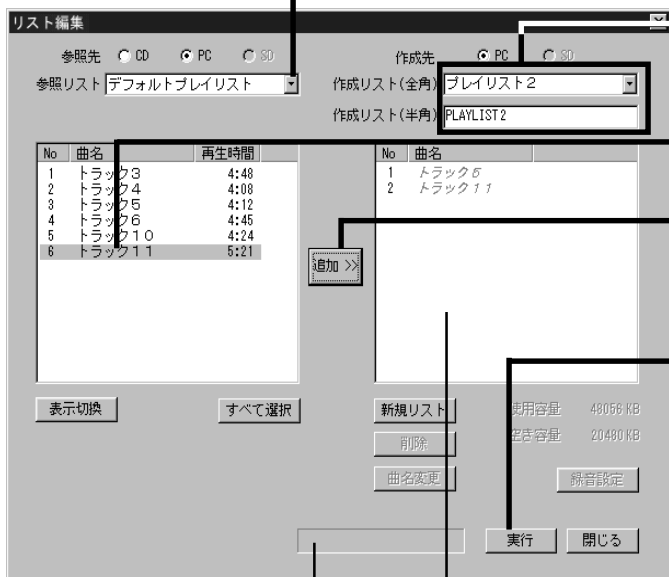 リスト編集
参照先 CD PC SD 作成先 PC SD
参照リスト デフォルトプレイリスト 作成リスト(全角) プレイリスト2
作成リスト(半角) PLAYLIST2
No 曲名 再生時間 No 曲名
1 トラック3 4:48 1 トラック6
2 トラック4 4:08 2 トラック11
3 トラック5 4:12
4 トラック6 4:45
5 トラック10 4:24
6 トラック11 5:21
追加 >>
表示切換 すべて選択 新規リスト 使用容量 48056 KB
削除 空き容量 20480 KB
曲名変更 録音設定
実行 閉じる